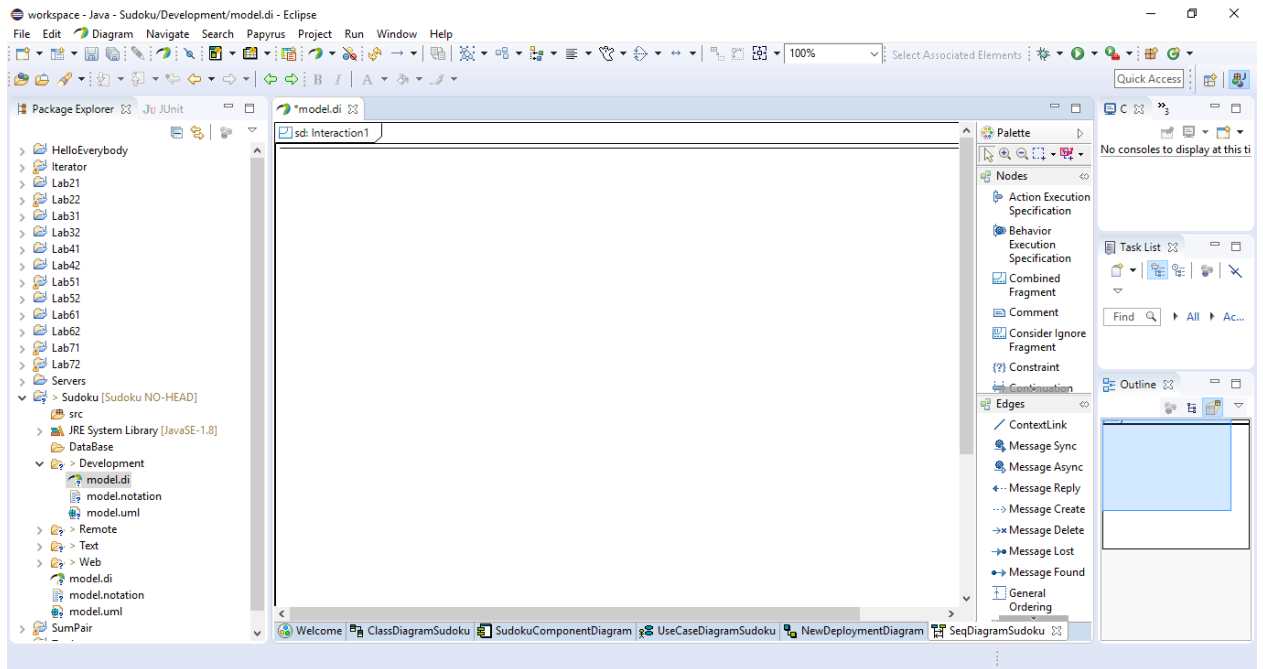 workspace - Java - Sudoku/Development/model.di - Eclipse
File Edit Diagram Navigate Search Papyrus Project Run Window Help
100%
Select Associated Elements
B I A
Quick Access
Package Explorer
Ju JUnit
HelloEverybody
Iterator
Lab21
Lab22
Lab31
Lab32
Lab41
Lab42
Lab51
Lab52
Lab61
Lab62
Lab71
Lab72
Servers
> Sudoku [Sudoku NO-HEAD]
src
JRE System Library [JavaSE-1.8]
DataBase
> Development
model.di
model.notation
model.uml
> Remote
> Text
> Web
model.di
model.notation
model.uml
SumPair
*model.di
sd: Interaction1
Palette
Nodes
Action Execution
Specification
Behavior
Execution
Specification
Combined
Fragment
Comment
Consider Ignore
Fragment
{?} Constraint
Continuation
Edges
ContextLink
Message Sync
Message Async
Message Reply
Message Create
Message Delete
Message Lost
Message Found
General
Ordering
Welcome
ClassDiagramSudoku
SudokuComponentDiagram
UseCaseDiagramSudoku
NewDeploymentDiagram
SeqDiagramSudoku
C
»3
No consoles to display at this ti
Task List
Find
All
Ac...
Outline